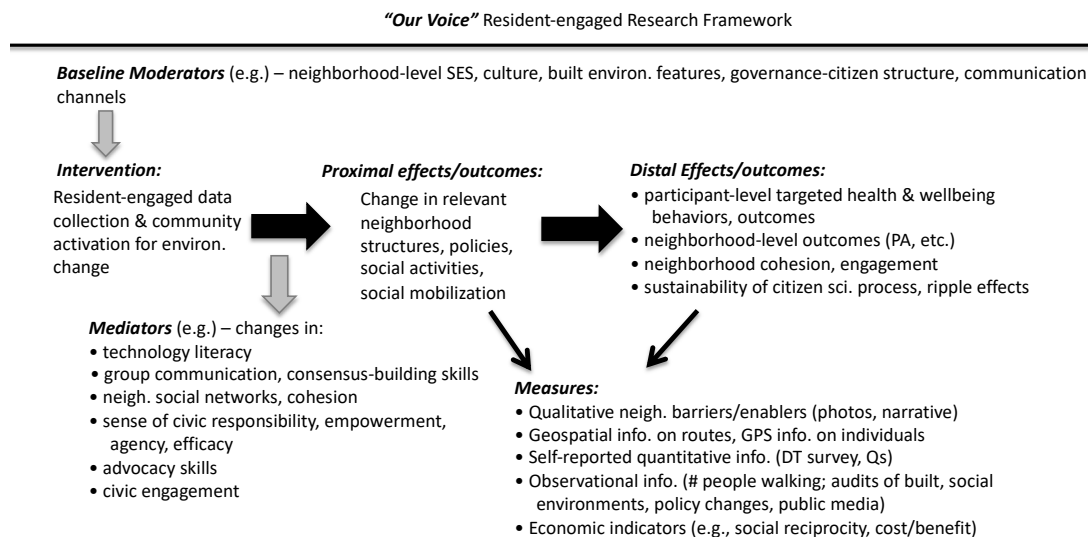 "Our Voice" Resident-engaged Research Framework
Baseline Moderators (e.g.) – neighborhood-level SES, culture, built environ. features, governance-citizen structure, communication
channels
Intervention:
Resident-engaged data
collection & community
activation for environ.
change
Proximal effects/outcomes:
Change in relevant
neighborhood
structures, policies,
social activities,
social mobilization
Distal Effects/outcomes:
• participant-level targeted health & wellbeing
behaviors, outcomes
• neighborhood-level outcomes (PA, etc.)
• neighborhood cohesion, engagement
• sustainability of citizen sci. process, ripple effects
Mediators (e.g.) – changes in:
• technology literacy
• group communication, consensus-building skills
• neigh. social networks, cohesion
• sense of civic responsibility, empowerment,
agency, efficacy
• advocacy skills
• civic engagement
Measures:
• Qualitative neigh. barriers/enablers (photos, narrative)
• Geospatial info. on routes, GPS info. on individuals
• Self-reported quantitative info. (DT survey, Qs)
• Observational info. (# people walking; audits of built, social
environments, policy changes, public media)
• Economic indicators (e.g., social reciprocity, cost/benefit)